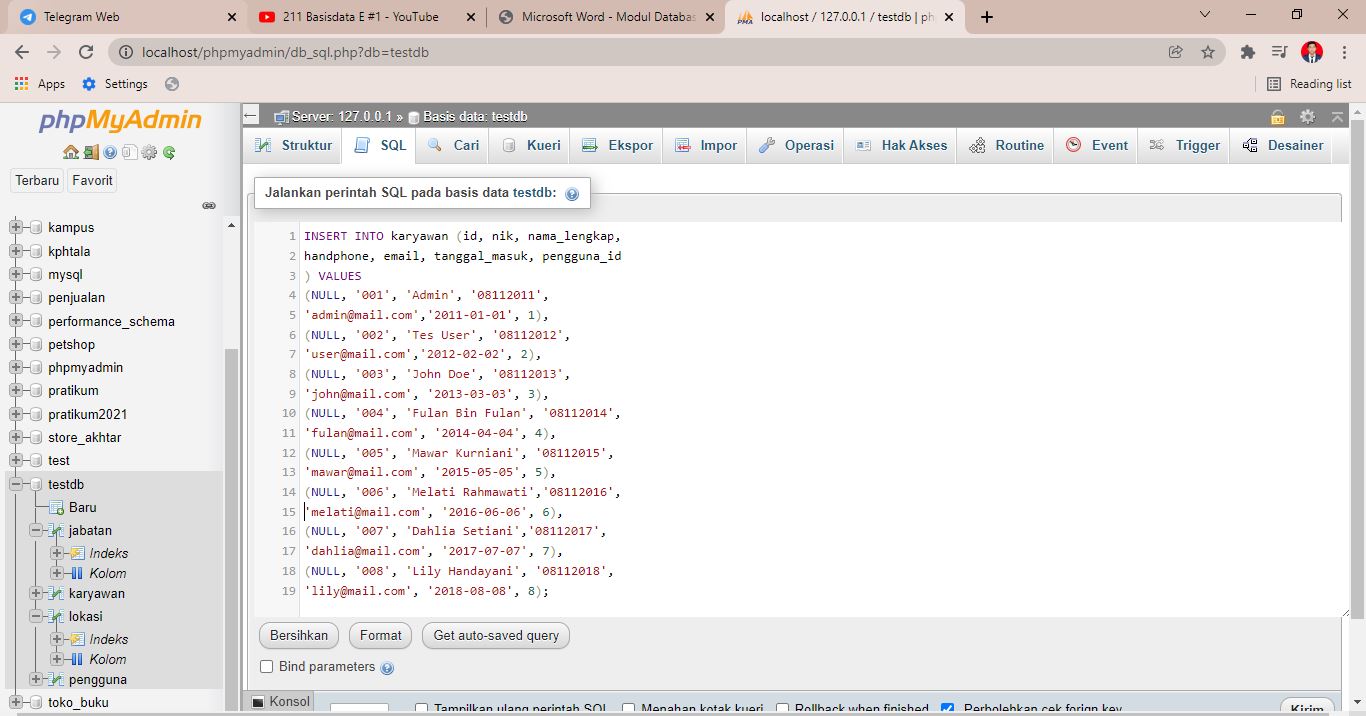 Telegram Web
211 Basisdata E #1 - YouTube
Microsoft Word - Modul Databas
localhost / 127.0.0.1 / testdb | ph
localhost/phpmyadmin/db_sql.php?db=testdb
Apps
Settings
Reading list
phpMyAdmin
Terbaru
Favorit
kampus
kphtala
mysql
penjualan
performance_schema
petshop
phpmyadmin
pratikum
pratikum2021
store_akhtar
test
testdb
Baru
jabatan
Indeks
Kolom
karyawan
lokasi
Indeks
Kolom
pengguna
toko_buku
Server: 127.0.0.1 » Basis data: testdb
Struktur
SQL
Cari
Kueri
Ekspor
Impor
Operasi
Hak Akses
Routine
Event
Trigger
Desainer
Jalankan perintah SQL pada basis data testdb:
1 INSERT INTO karyawan (id, nik, nama_lengkap,
2 handphone, email, tanggal_masuk, pengguna_id
3 ) VALUES
4 (NULL, '001', 'Admin', '08112011',
5 'admin@mail.com','2011-01-01', 1),
6 (NULL, '002', 'Tes User', '08112012',
7 'user@mail.com','2012-02-02', 2),
8 (NULL, '003', 'John Doe', '08112013',
9 'john@mail.com', '2013-03-03', 3),
10 (NULL, '004', 'Fulan Bin Fulan', '08112014',
11 'fulan@mail.com', '2014-04-04', 4),
12 (NULL, '005', 'Mawar Kurniani', '08112015',
13 'mawar@mail.com', '2015-05-05', 5),
14 (NULL, '006', 'Melati Rahmawati','08112016',
15 'melati@mail.com', '2016-06-06', 6),
16 (NULL, '007', 'Dahlia Setiani','08112017',
17 'dahlia@mail.com', '2017-07-07', 7),
18 (NULL, '008', 'Lily Handayani', '08112018',
19 'lily@mail.com', '2018-08-08', 8);
Bersihkan
Format
Get auto-saved query
Bind parameters
Konsol
Tampilkan ulang perintah SQL
Menahan kotak kueri
Rollback when finished
Perbolehkan cek forign key
Kirim